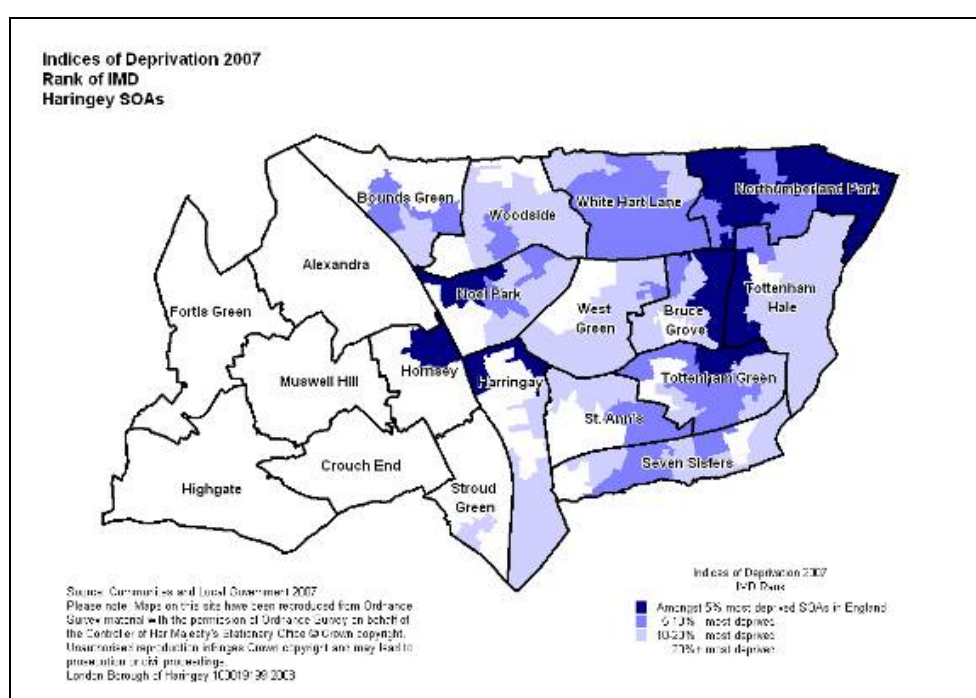 Indices of Deprivation 2007
Rank of IMD
Haringey SOAs
Northumberland Park
Bounds Green
White Hart Lane
Woodside
Alexandra
Noel Park
Tottenham
Hale
Fortis Green
West
Green
Bruce
Grove
Muswell Hill
Hornsey
Harringay
Tottenham Green
St. Ann's
Crouch End
Seven Sisters
Highgate
Stroud
Green
Source: Communities and Local Government 2007
Please note: Maps on this site have been reproduced from Ordnance
Survey material with the permission of Ordnance Survey on behalf of
the Controller of Her Majesty's Stationery Office © Crown copyright.
Unauthorised reproduction infringes Crown copyright and may lead to
prosecution or civil proceedings.
London Borough of Haringey 100019199 2008
Indices of Deprivation 2007
IMD Rank
Amongst 5% most deprived SOAs in England
5-10% most deprived
10-20% most deprived
20%+ most deprived